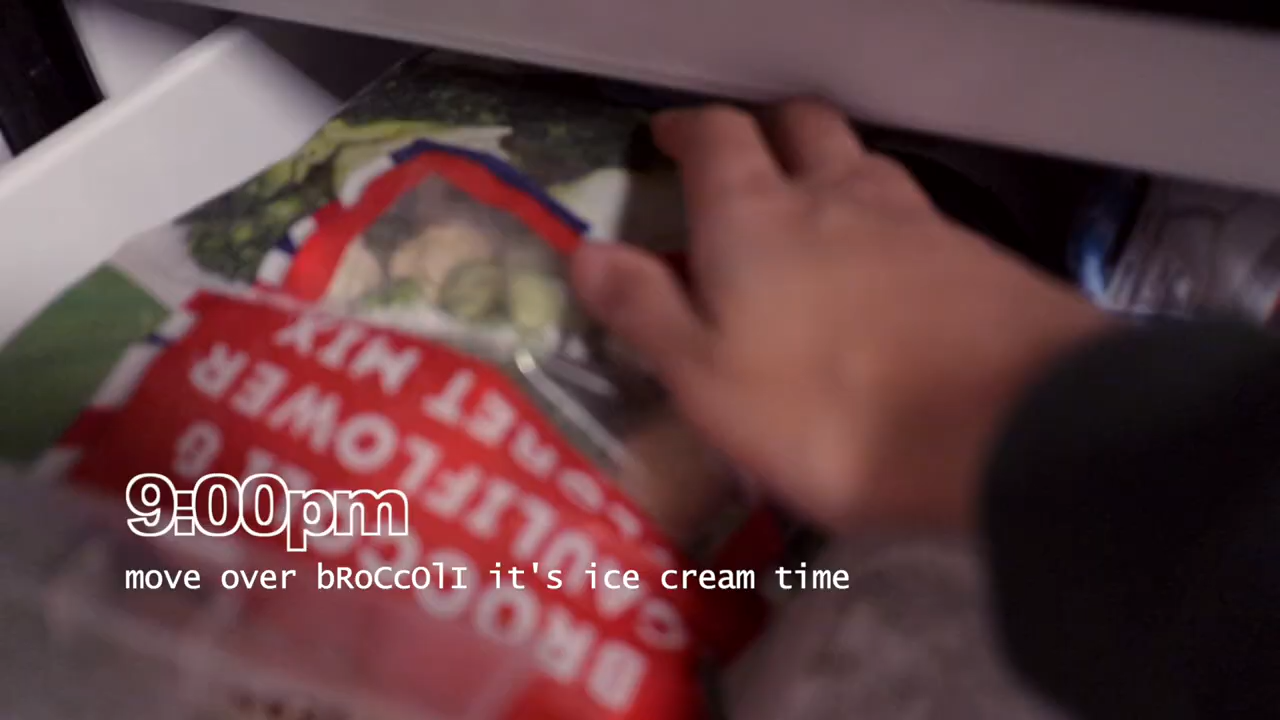 BROCCOLI &
CAULIFLOWER
FLORET MIX
9:00pm
move over bRoCcOlI it's ice cream time